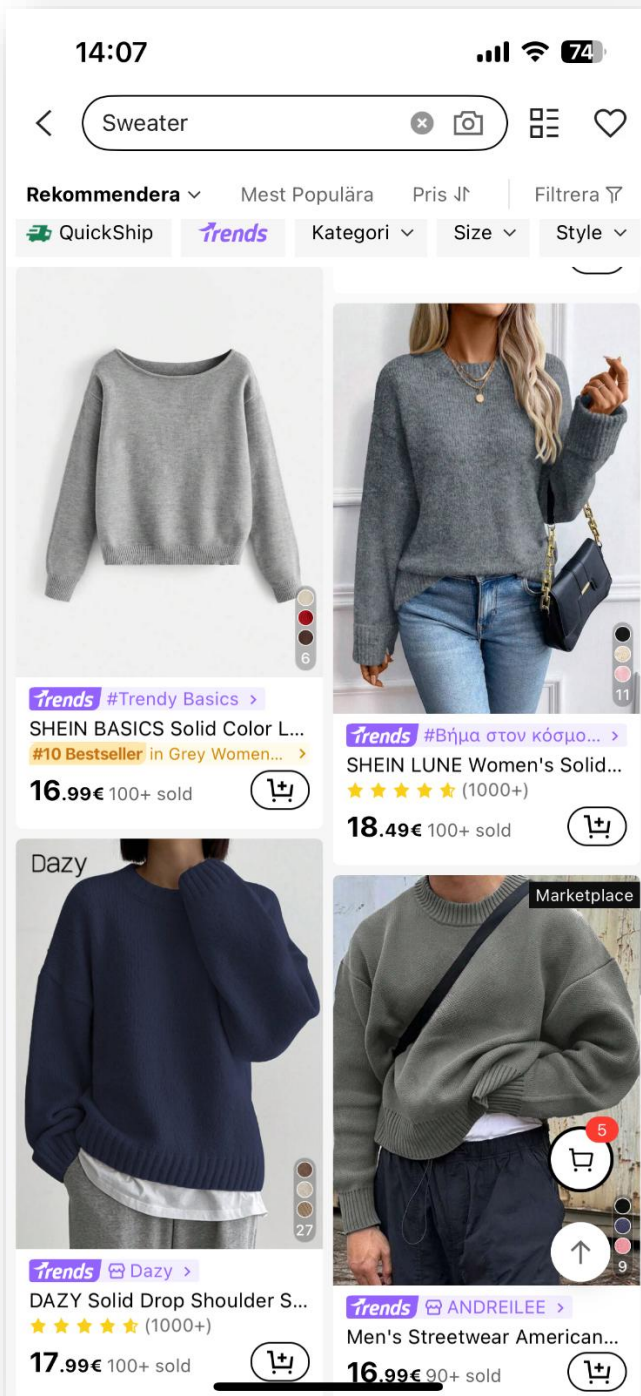 14:07
74
Sweater
Rekommendera
Mest Populära
Pris
Filtrera
QuickShip
Trends
Kategori
Size
Style
6
Trends #Trendy Basics >
SHEIN BASICS Solid Color L...
#10 Bestseller in Grey Women... >
16.99€ 100+ sold
11
Trends #Βήμα στον κόσμο... >
SHEIN LUNE Women's Solid...
(1000+)
18.49€ 100+ sold
Dazy
27
Trends Dazy >
DAZY Solid Drop Shoulder S...
(1000+)
17.99€ 100+ sold
Marketplace
5
9
Trends ANDREILEE >
Men's Streetwear American...
16.99€ 90+ sold